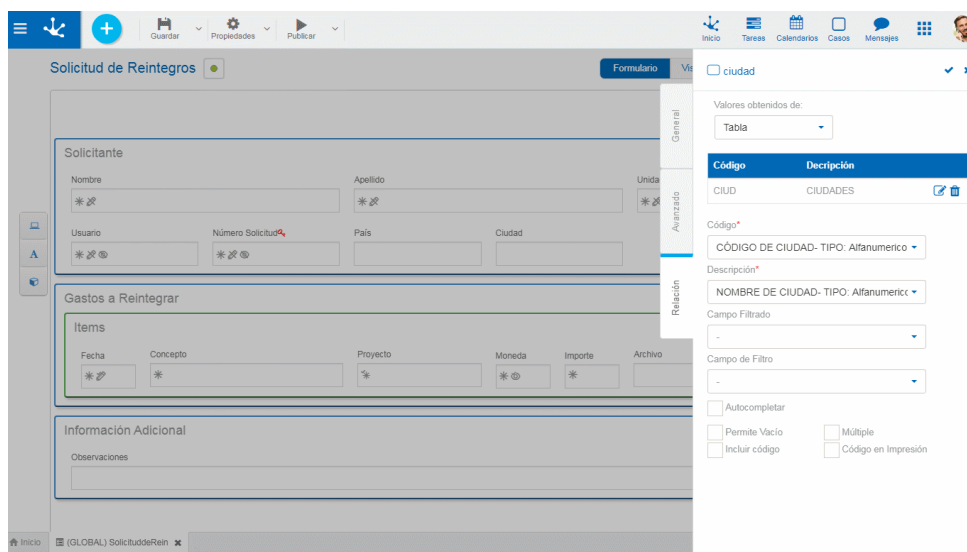 Guardar
Propiedades
Publicar
Inicio
Tareas
Calendarios
Casos
Mensajes
Solicitud de Reintegros
Formulario
Vis
Solicitante
Nombre
Apellido
Unida
Usuario
Número Solicitud
País
Ciudad
Gastos a Reintegrar
Items
Fecha
Concepto
Proyecto
Moneda
Importe
Archivo
Información Adicional
Observaciones
General
Avanzado
Relación
ciudad
Valores obtenidos de:
Tabla
Código Decripción
CIUD CIUDADES
Código*
CÓDIGO DE CIUDAD- TIPO: Alfanumerico
Descripción*
NOMBRE DE CIUDAD- TIPO: Alfanumeric
Campo Filtrado
-
Campo de Filtro
-
Autocompletar
Permite Vacío
Múltiple
Incluir código
Código en Impresión
A
Inicio
(GLOBAL) SolicituddeRein